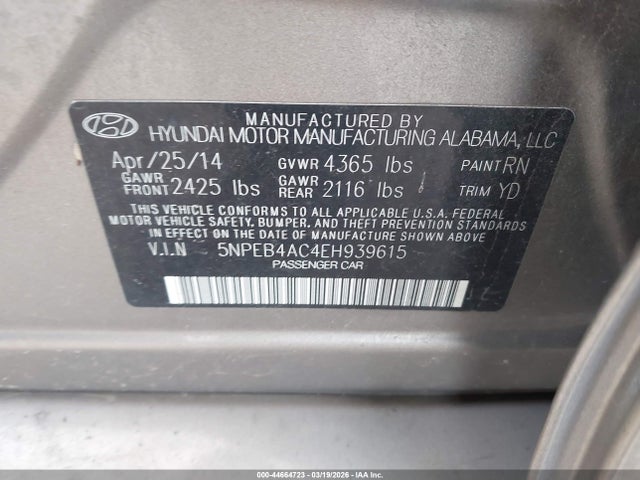 MANUFACTURED BY
HYUNDAI MOTOR MANUFACTURING ALABAMA, LLC
Apr/25/14 GVWR 4365 lbs PAINT RN
GAWR FRONT 2425 lbs GAWR REAR 2116 lbs TRIM YD
THIS VEHICLE CONFORMS TO ALL APPLICABLE U.S.A. FEDERAL
MOTOR VEHICLE SAFETY, BUMPER, AND THEFT PREVENTION
STANDARDS IN EFFECT ON THE DATE OF MANUFACTURE SHOWN ABOVE.
V.I.N 5NPEB4AC4EH939615
PASSENGER CAR
000-44664723 - 03/19/2026 - IAA Inc.